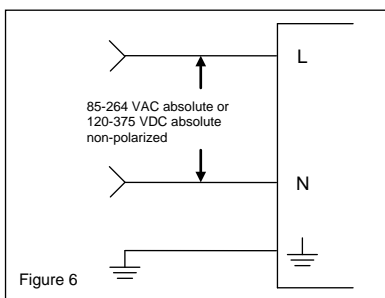 L
85-264 VAC absolute or
120-375 VDC absolute
non-polarized
N
Figure 6